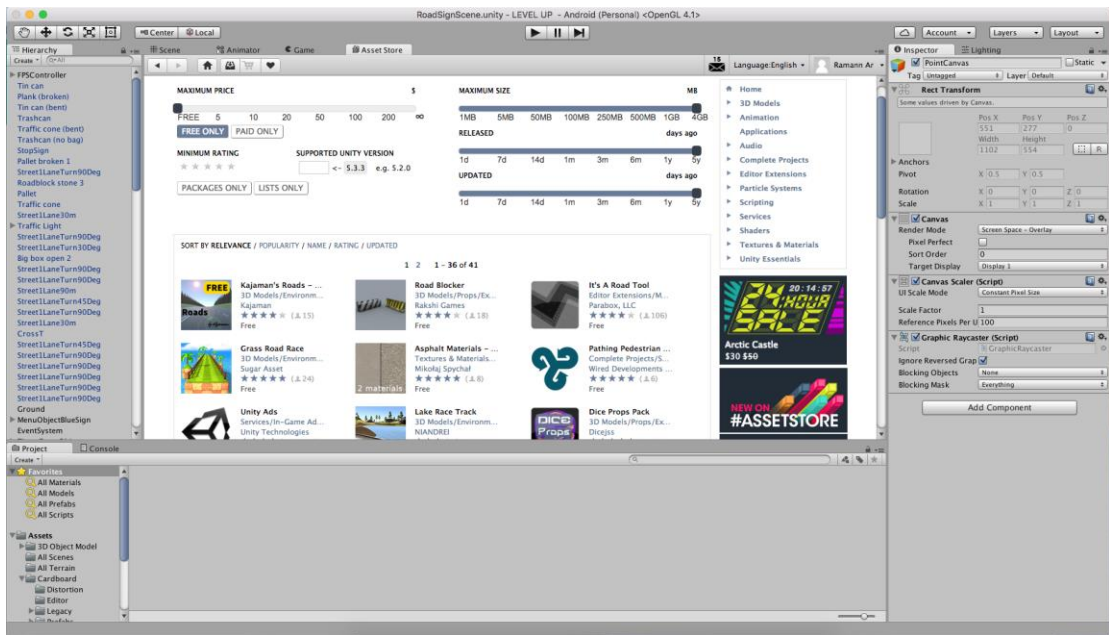 RoadSignScene.unity - LEVEL UP - Android (Personal) <OpenGL 4.1>
Center Local
Account Layers Layout
Hierarchy
Create All
FPSController
Tin can
Plank (broken)
Tin can (bent)
Trashcan
Traffic cone (bent)
Trashcan (no bag)
StopSign
Pallet broken 1
Street1LaneTurn90Deg
Roadblock stone 3
Pallet
Traffic cone
Street1Lane30m
Traffic Light
Street1LaneTurn90Deg
Street1LaneTurn30Deg
Big box open 2
Street1LaneTurn90Deg
Street1LaneTurn90Deg
Street1Lane90m
Street1LaneTurn45Deg
Street1LaneTurn90Deg
Street1Lane30m
CrossT
Street1LaneTurn45Deg
Street1LaneTurn90Deg
Street1LaneTurn90Deg
Street1LaneTurn90Deg
Street1LaneTurn90Deg
Street1LaneTurn90Deg
Ground
MenuObjectBlueSign
EventSystem
Scene Animator Game Asset Store
15
Language:English Ramann Ar
MAXIMUM PRICE $
FREE 5 10 20 50 100 200 ∞
FREE ONLY PAID ONLY
MINIMUM RATING SUPPORTED UNITY VERSION
<- 5.3.3 e.g. 5.2.0
PACKAGES ONLY LISTS ONLY
MAXIMUM SIZE MB
1MB 5MB 50MB 100MB 250MB 500MB 1GB 4GB
RELEASED days ago
1d 7d 14d 1m 3m 6m 1y 5y
UPDATED days ago
1d 7d 14d 1m 3m 6m 1y 5y
SORT BY RELEVANCE / POPULARITY / NAME / RATING / UPDATED
1 2 1 - 36 of 41
FREE
Roads
Kajaman's Roads - ...
3D Models/Environm...
Kajaman
(15)
Free
Road Blocker
3D Models/Props/Ex...
Rakshi Games
(18)
Free
It's A Road Tool
Editor Extensions/M...
Parabox, LLC
(106)
Free
Grass Road Race
3D Models/Environm...
Sugar Asset
(24)
Free
2 materials
Asphalt Materials - ...
Textures & Materials...
Mikołaj Spychał
(8)
Free
Pathing Pedestrian ...
Complete Projects/S...
Wired Developments ...
(6)
Free
Unity Ads
Services/In-Game Ad...
Unity Technologies
Lake Race Track
3D Models/Environm...
NIANDREI
DICE
Props
Dice Props Pack
3D Models/Props/Ex...
Dicejss
Home
3D Models
Animation
Applications
Audio
Complete Projects
Editor Extensions
Particle Systems
Scripting
Services
Shaders
Textures & Materials
Unity Essentials
20:14:57
24 HOUR
SALE
Arctic Castle
$30 $50
NEW ON
#ASSETSTORE
Inspector Lighting
PointCanvas Static
Tag Untagged Layer Default
Rect Transform
Some values driven by Canvas.
Pos X Pos Y Pos Z
551 277 0
Width Height
1102 554 R
Anchors
Pivot X 0.5 Y 0.5
Rotation X 0 Y 0 Z 0
Scale X 1 Y 1 Z 1
Canvas
Render Mode Screen Space - Overlay
Pixel Perfect
Sort Order 0
Target Display Display 1
Canvas Scaler (Script)
UI Scale Mode Constant Pixel Size
Scale Factor 1
Reference Pixels Per U 100
Graphic Raycaster (Script)
Script GraphicRaycaster
Ignore Reversed Grap
Blocking Objects None
Blocking Mask Everything
Add Component
Project Console
Create
Favorites
All Materials
All Models
All Prefabs
All Scripts
Assets
3D Object Model
All Scenes
All Terrain
Cardboard
Distortion
Editor
Legacy